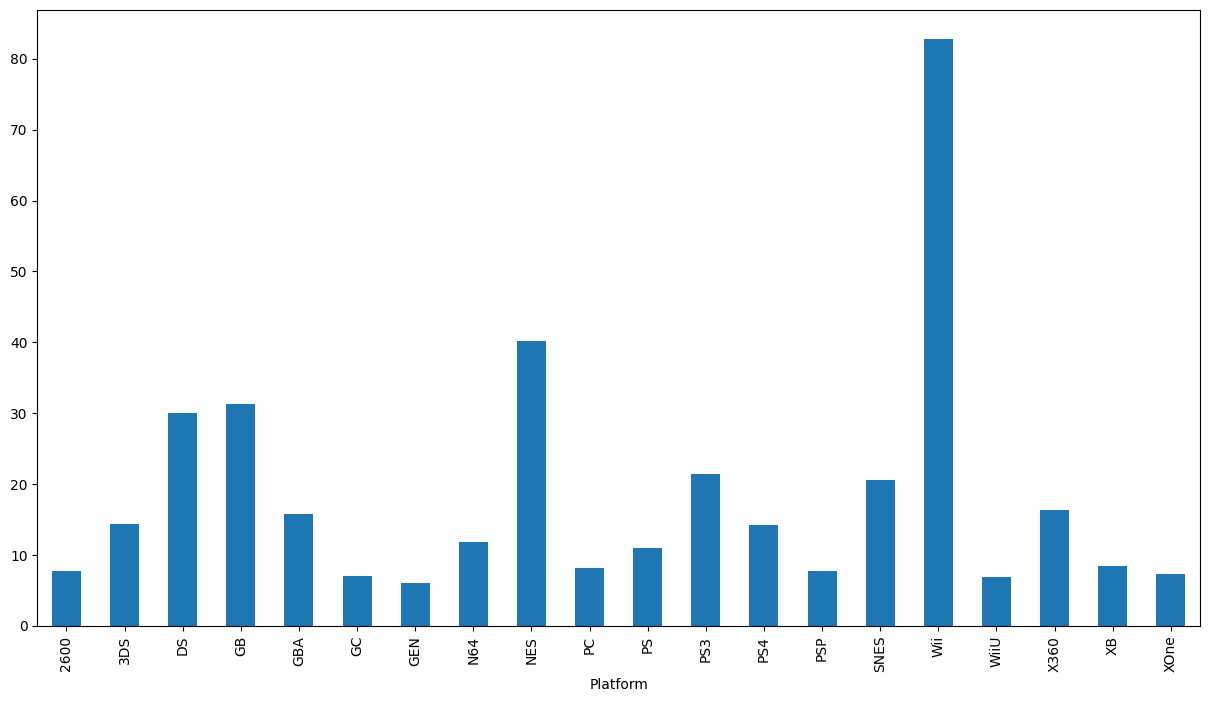 80
70
60
50
40
30
20
10
0
2600
3DS
DS
GB
GBA
GC
GEN
N64
NES
PC
PS
PS3
PS4
PSP
SNES
Wii
WiiU
X360
XB
XOne
Platform